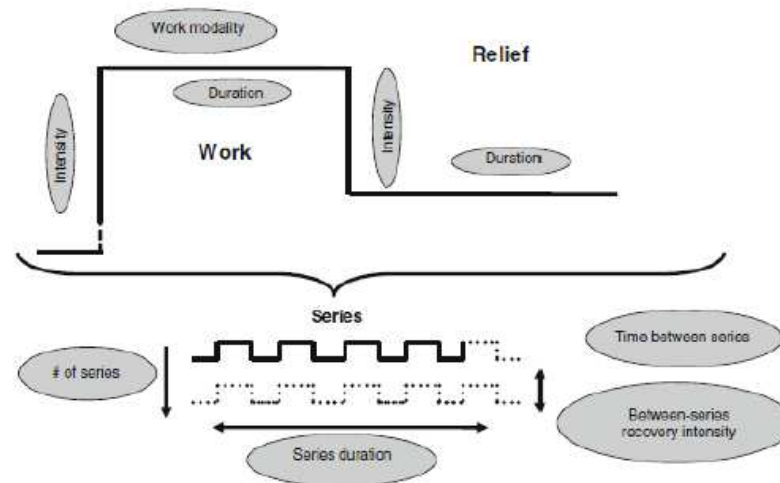 Work modality
Relief
Duration
Intensity
Intensity
Work
Duration
Series
Time between series
# of series
Between-series
recovery intensity
Series duration